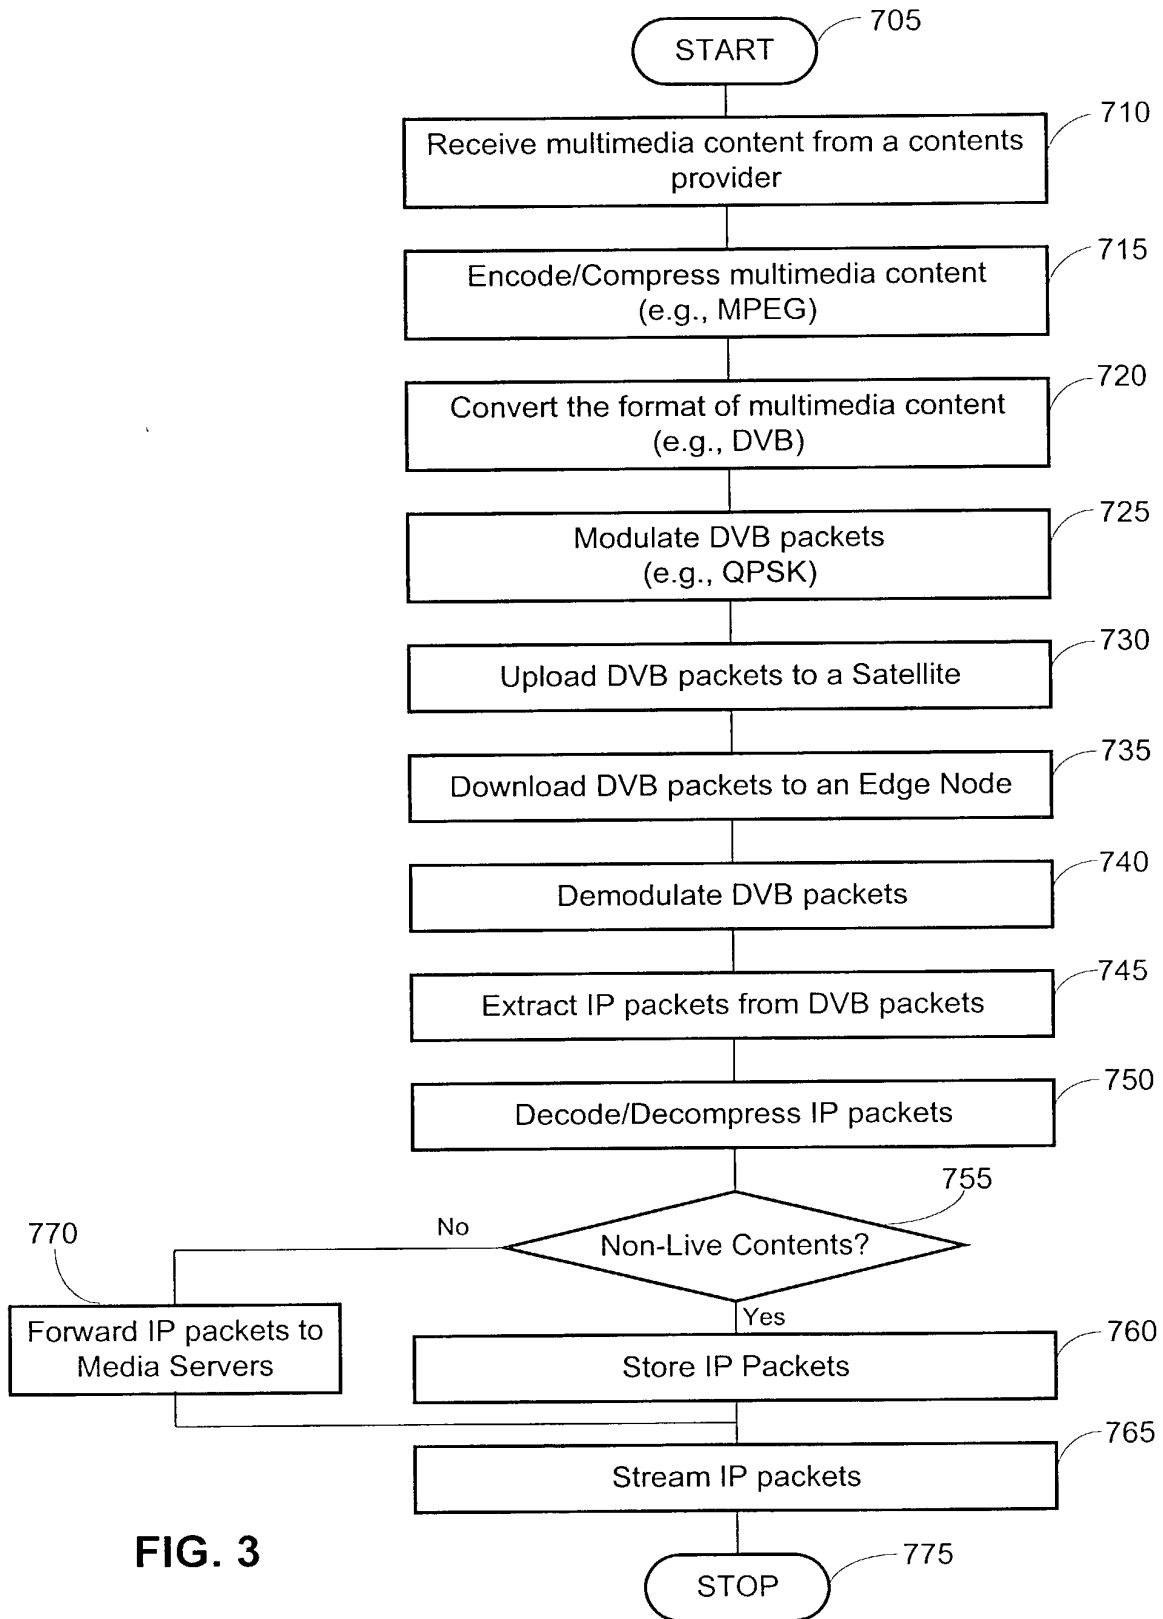 START
705
710
Receive multimedia content from a contents
provider
715
Encode/Compress multimedia content
(e.g., MPEG)
720
Convert the format of multimedia content
(e.g., DVB)
725
Modulate DVB packets
(e.g., QPSK)
730
Upload DVB packets to a Satellite
735
Download DVB packets to an Edge Node
740
Demodulate DVB packets
745
Extract IP packets from DVB packets
750
Decode/Decompress IP packets
755
Non-Live Contents?
No
Yes
770
Forward IP packets to
Media Servers
760
Store IP Packets
765
Stream IP packets
775
STOP
FIG. 3